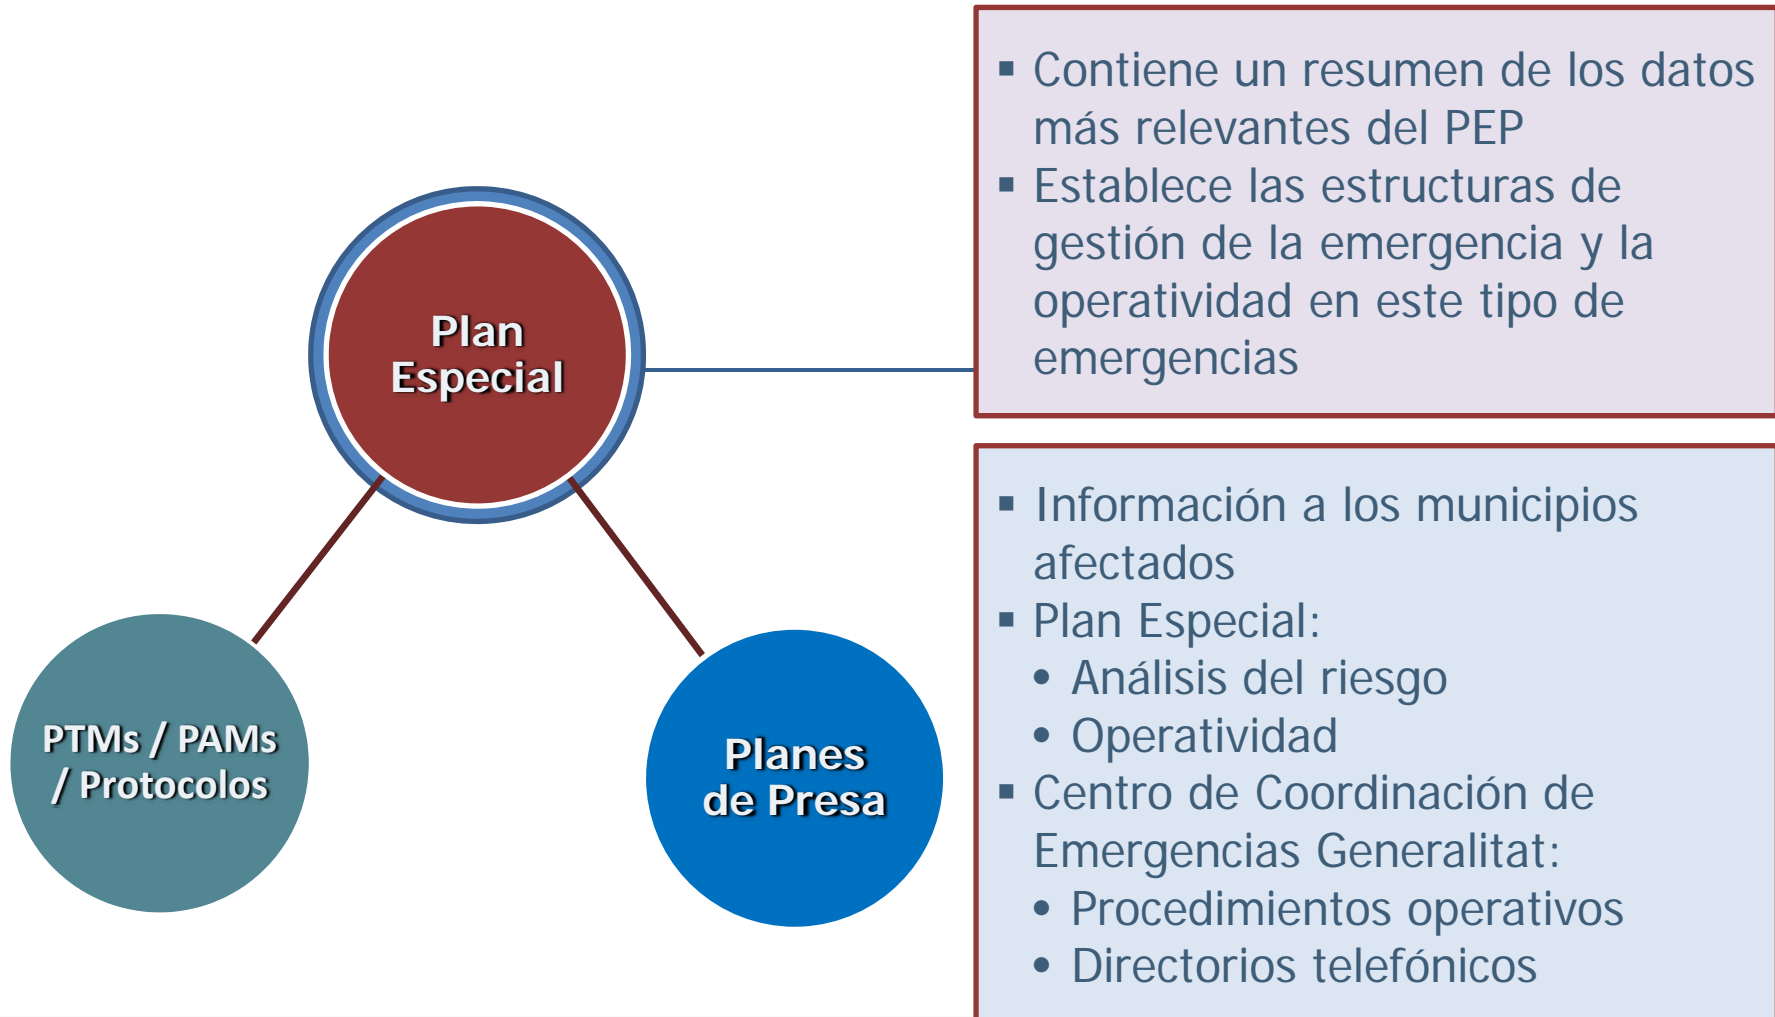 Plan
Especial
PTMs / PAMs
/ Protocolos
Planes
de Presa
▪ Contiene un resumen de los datos
más relevantes del PEP
▪ Establece las estructuras de
gestión de la emergencia y la
operatividad en este tipo de
emergencias
▪ Información a los municipios
afectados
▪ Plan Especial:
• Análisis del riesgo
• Operatividad
▪ Centro de Coordinación de
Emergencias Generalitat:
• Procedimientos operativos
• Directorios telefónicos